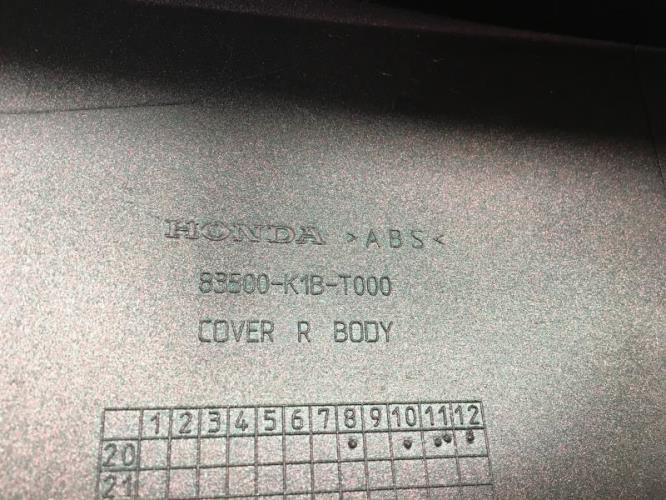 HONDA >ABS<
83500-K1B-T000
COVER R BODY
1 2 3 4 5 6 7 8 9 10 11 12
20
21